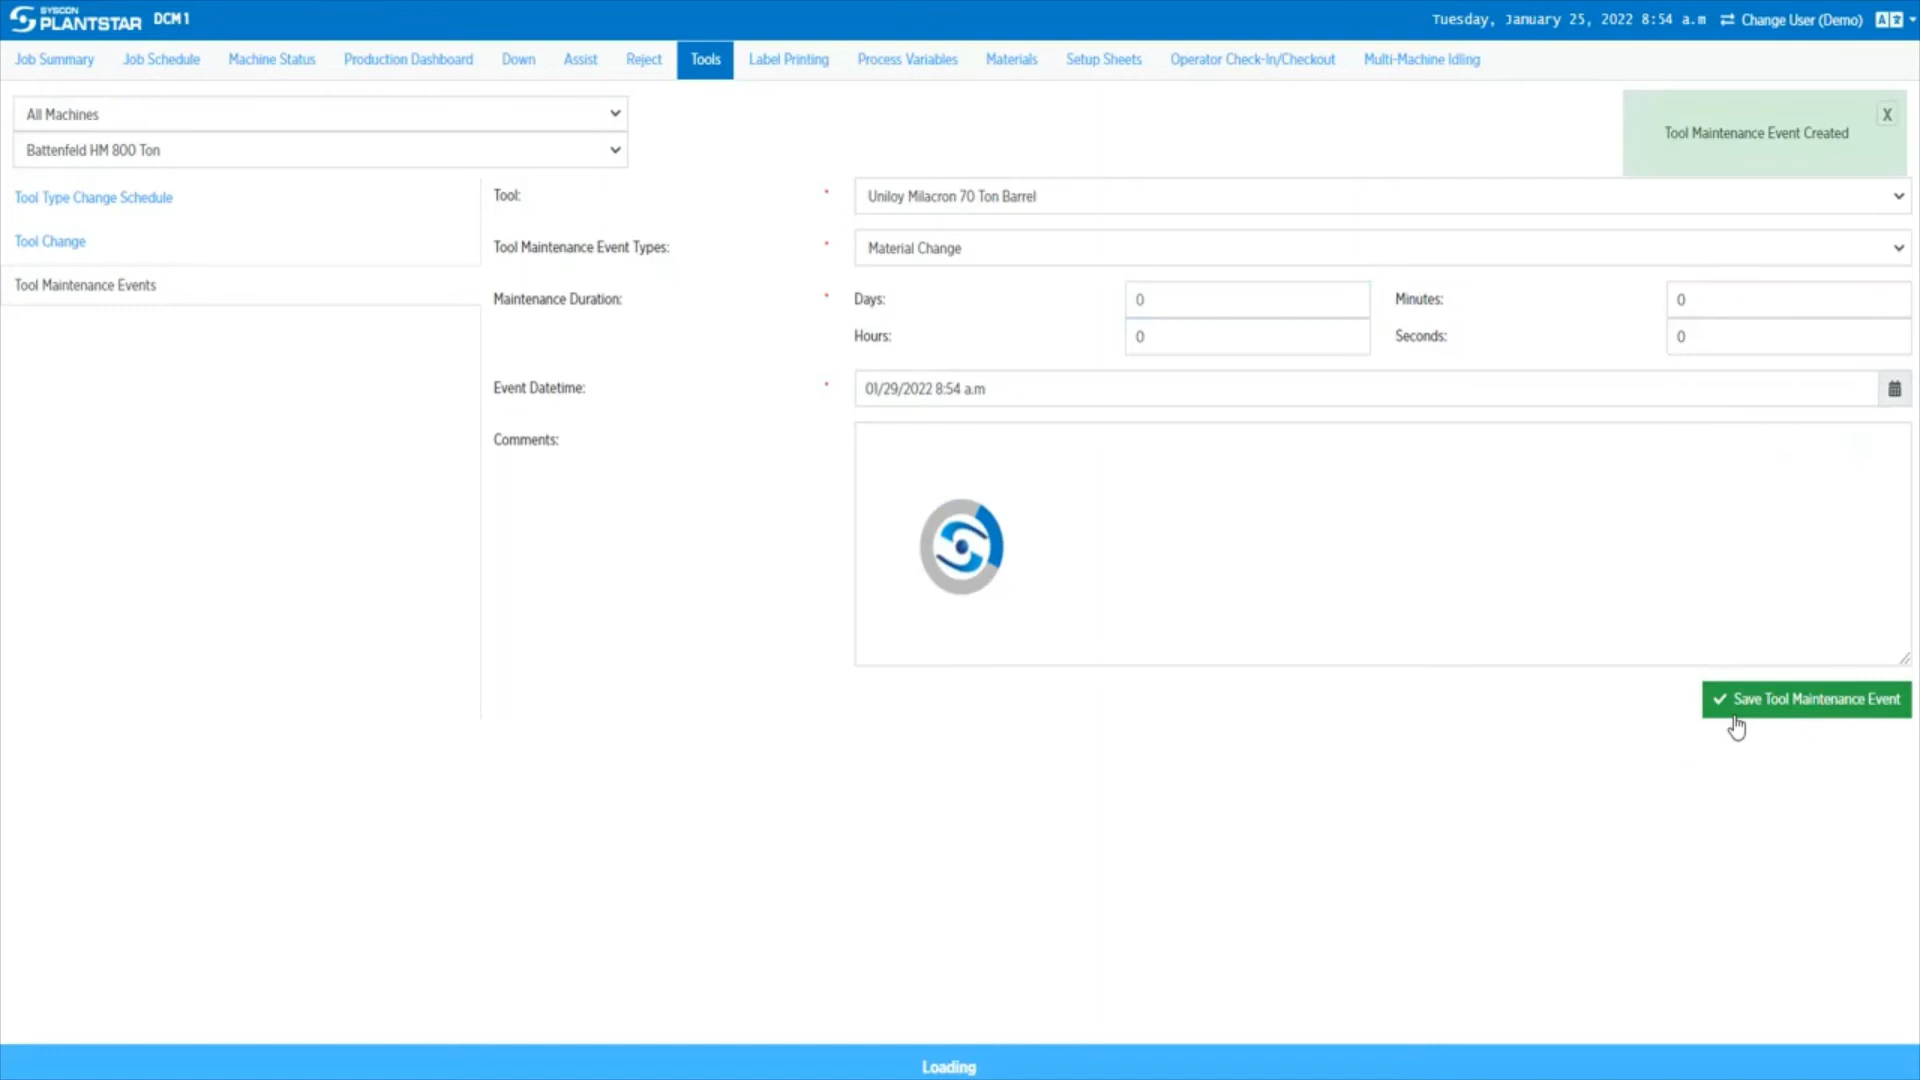 SYSCON
PLANTSTAR DCM 1
Tuesday, January 25, 2022 8:54 a.m Change User (Demo) A
Job Summary Job Schedule Machine Status Production Dashboard Down Assist Reject Tools Label Printing Process Variables Materials Setup Sheets Operator Check-In/Checkout Multi-Machine Idling
All Machines
Battenfeld HM 800 Ton
X
Tool Maintenance Event Created
Tool Type Change Schedule
Tool Change
Tool Maintenance Events
Tool: * Uniloy Milacron 70 Ton Barrel
Tool Maintenance Event Types: * Material Change
Maintenance Duration: * Days: 0 Minutes: 0
Hours: 0 Seconds: 0
Event Datetime: * 01/29/2022 8:54 a.m
Comments:
Save Tool Maintenance Event
Loading